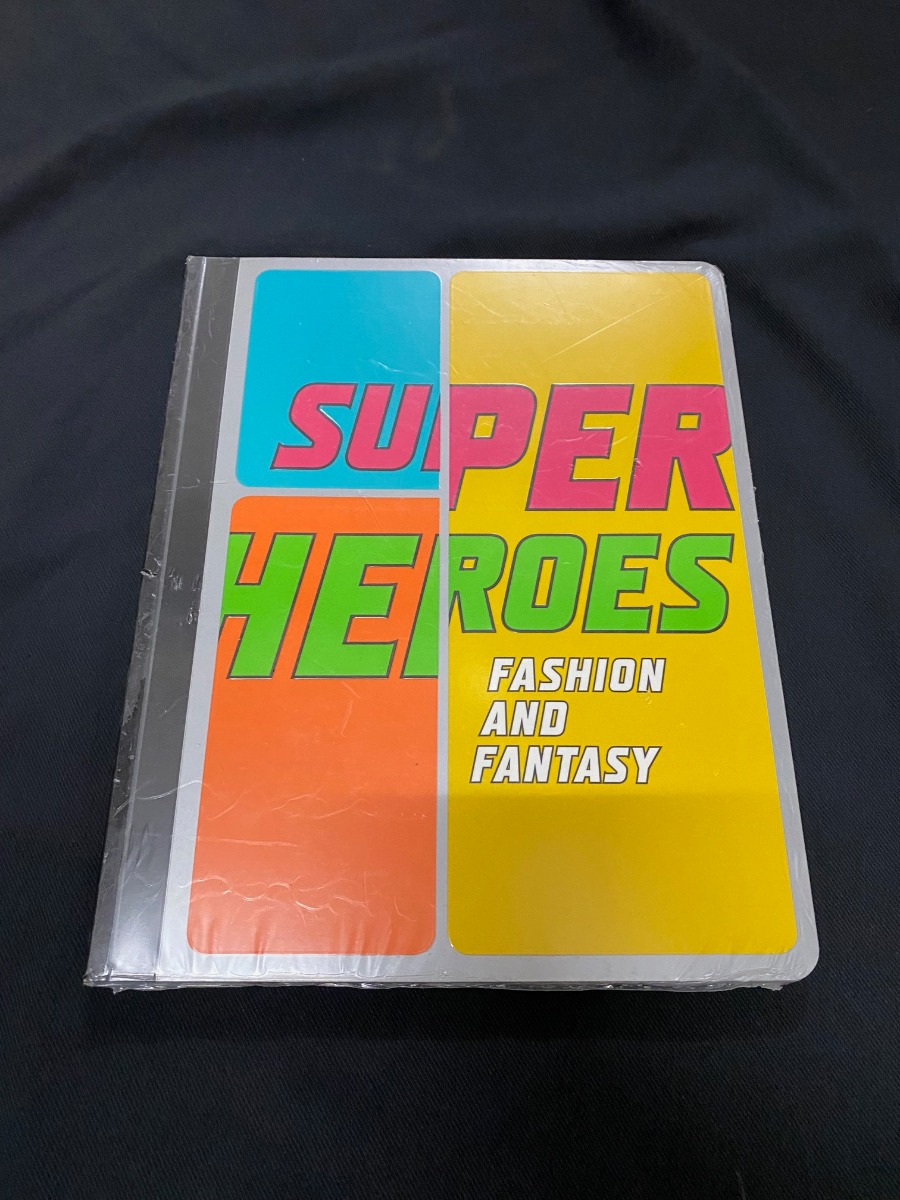 SUPER
HEROES
FASHION
AND
FANTASY